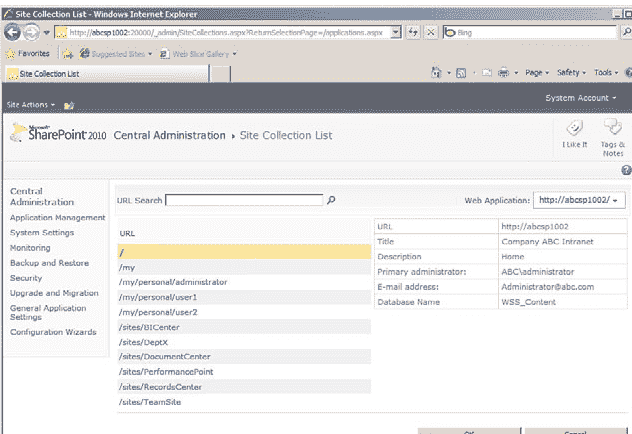 Site Collection List - Windows Internet Explorer
http://abcsp1002:20000/_admin/SiteCollections.aspx?ReturnSelectionPage=/applications.aspx
Bing
Favorites
Suggested Sites
Web Slice Gallery
Site Collection List
Page
Safety
Tools
Site Actions
System Account
Microsoft
SharePoint 2010
Central Administration
Site Collection List
I Like It
Tags &
Notes
Central
Administration
Application Management
System Settings
Monitoring
Backup and Restore
Security
Upgrade and Migration
General Application
Settings
Configuration Wizards
URL Search
Web Application: http://abcsp1002/
URL
/
/my
/my/personal/administrator
/my/personal/user1
/my/personal/user2
/sites/BICenter
/sites/DeptX
/sites/DocumentCenter
/sites/PerformancePoint
/sites/RecordsCenter
/sites/TeamSite
URL http://abcsp1002
Title Company ABC Intranet
Description Home
Primary administrator: ABC\administrator
E-mail address: Administrator@abc.com
Database Name WSS_Content
OK
Cancel